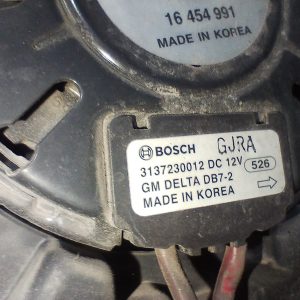 16 454 991
MADE IN KOREA
BOSCH GJRA
3137230012 DC 12V 526
GM DELTA DB7-2
MADE IN KOREA